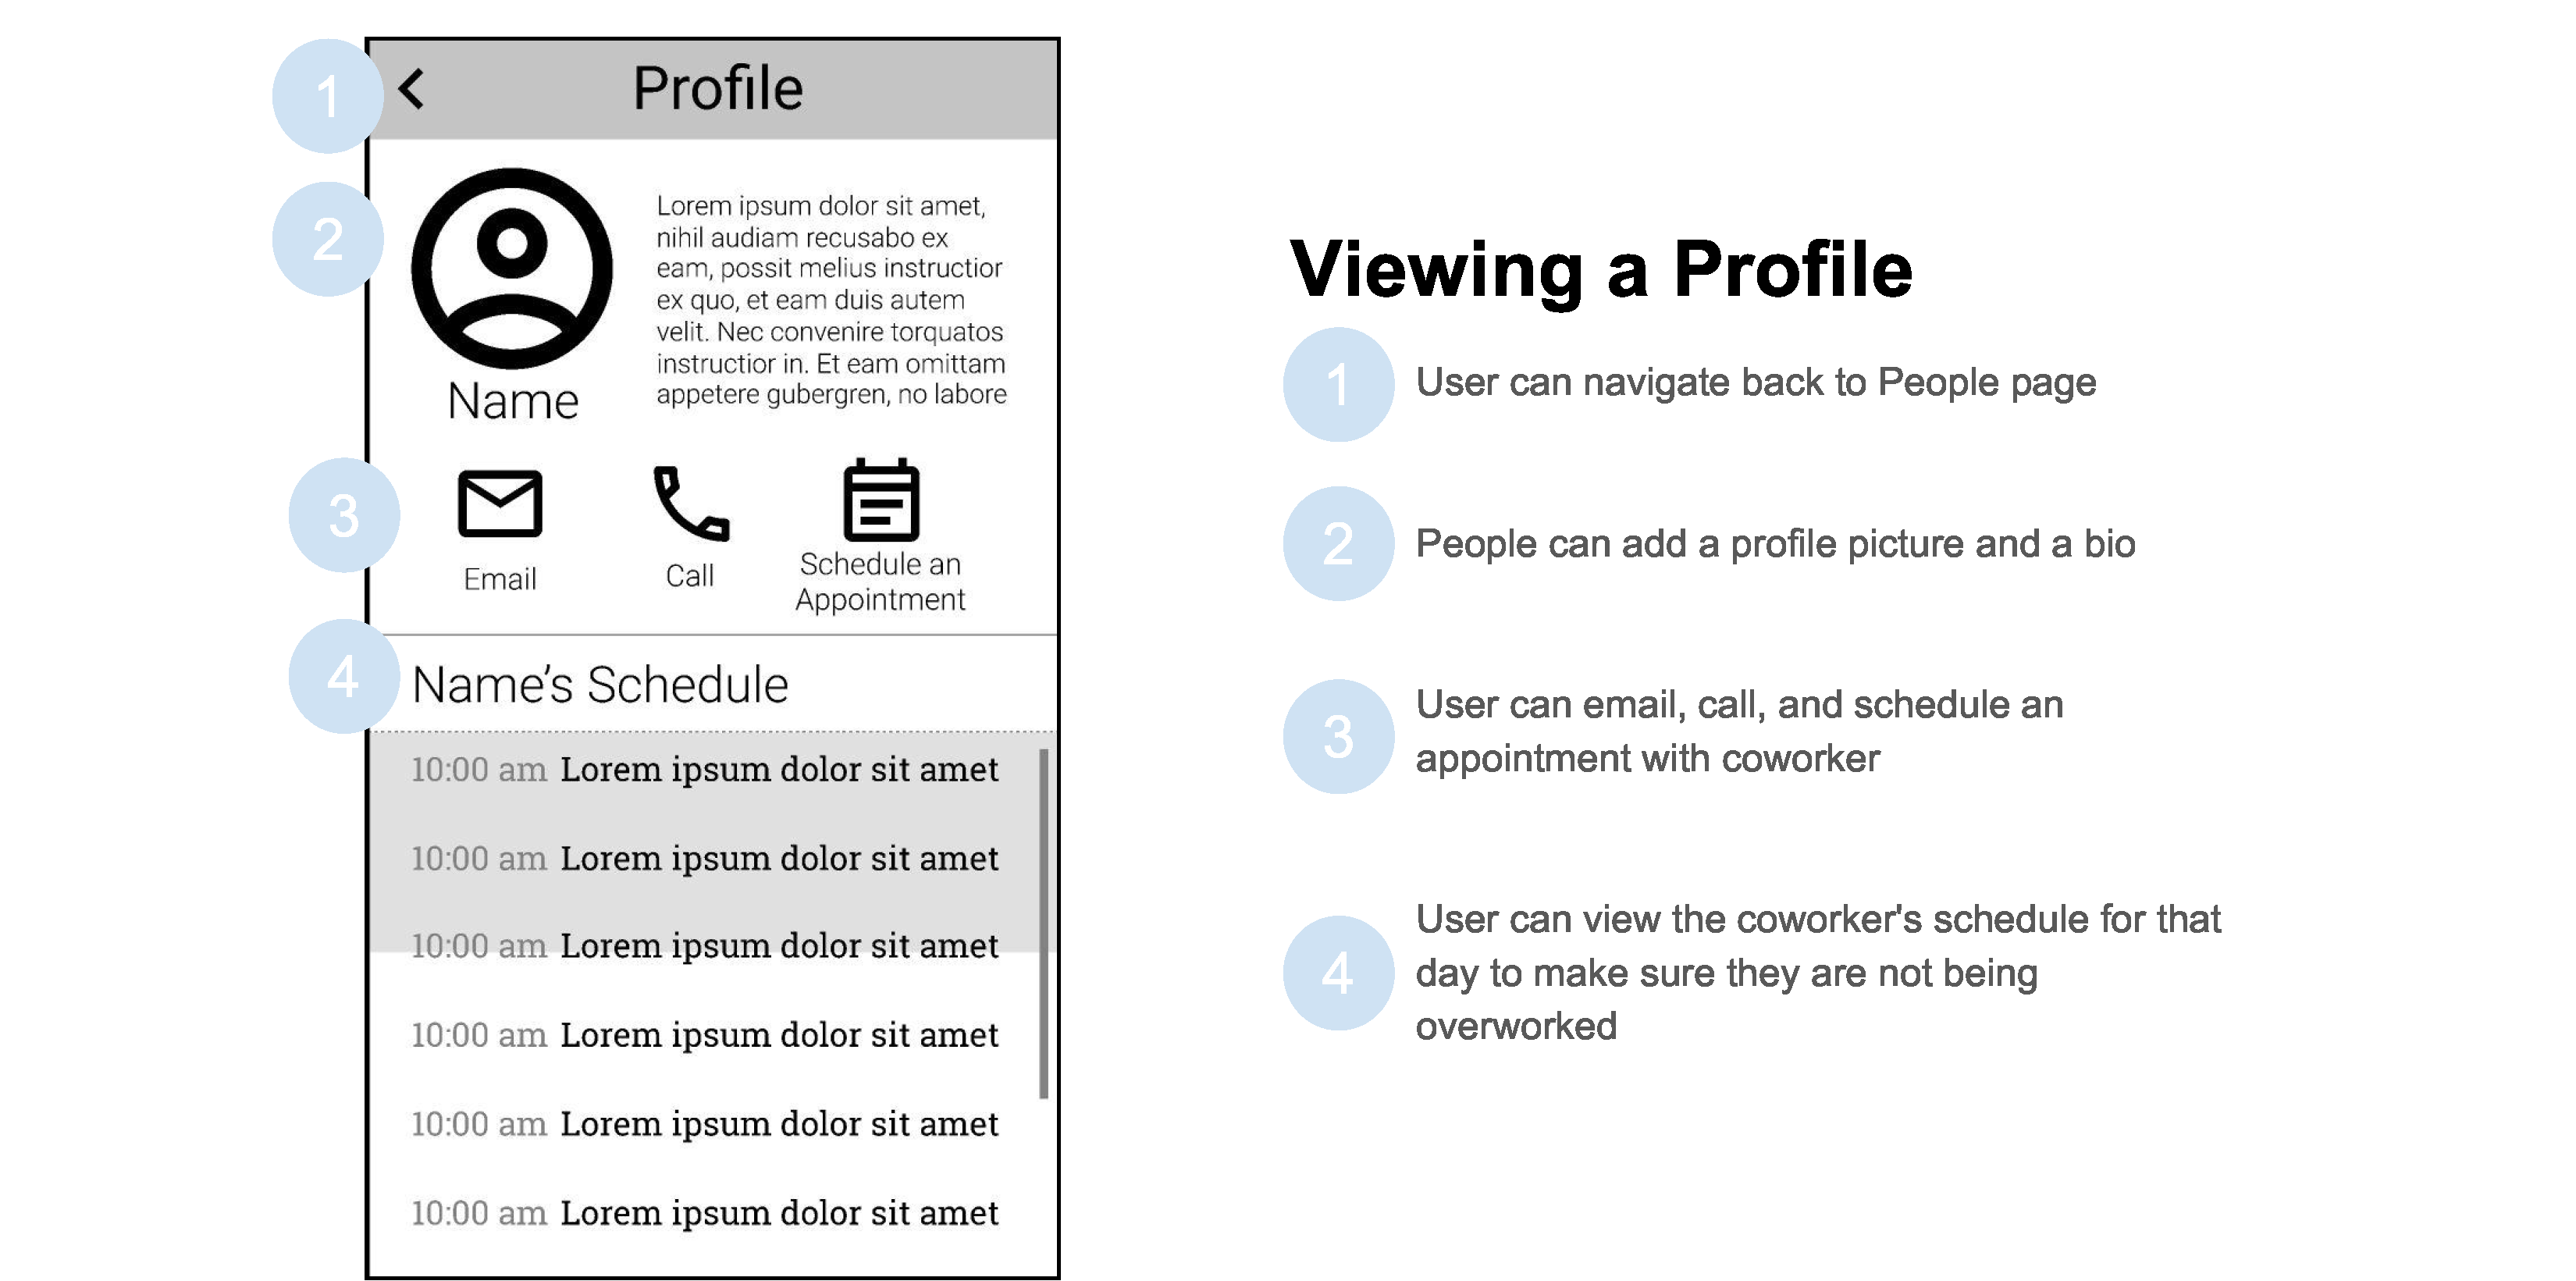 1
Profile
2
Lorem ipsum dolor sit amet,
nihil audiam recusabo ex
eam, possit melius instructior
ex quo, et eam duis autem
velit. Nec convenire torquatos
instructior in. Et eam omittam
appetere gubergren, no labore
Name
3
Email
Call
Schedule an
Appointment
4
Name's Schedule
10:00 am Lorem ipsum dolor sit amet
10:00 am Lorem ipsum dolor sit amet
10:00 am Lorem ipsum dolor sit amet
10:00 am Lorem ipsum dolor sit amet
10:00 am Lorem ipsum dolor sit amet
10:00 am Lorem ipsum dolor sit amet
Viewing a Profile
1 User can navigate back to People page
2 People can add a profile picture and a bio
3 User can email, call, and schedule an
appointment with coworker
4 User can view the coworker's schedule for that
day to make sure they are not being
overworked